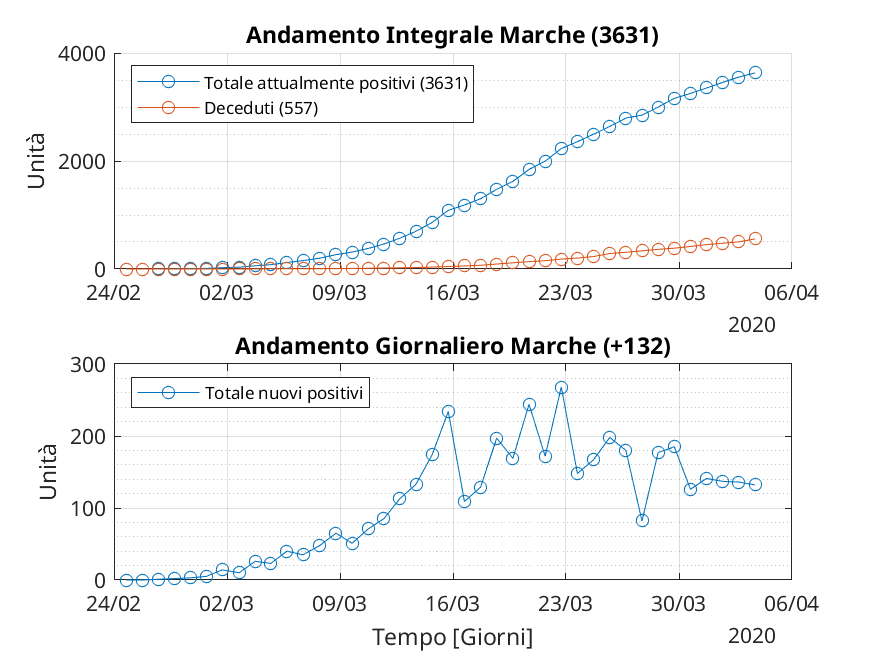 Andamento Integrale Marche (3631)
4000
2000
0
Unità
Totale attualmente positivi (3631)
Deceduti (557)
24/02 02/03 09/03 16/03 23/03 30/03 06/04
2020
Andamento Giornaliero Marche (+132)
300
200
100
0
Unità
Totale nuovi positivi
24/02 02/03 09/03 16/03 23/03 30/03 06/04
Tempo [Giorni]
2020